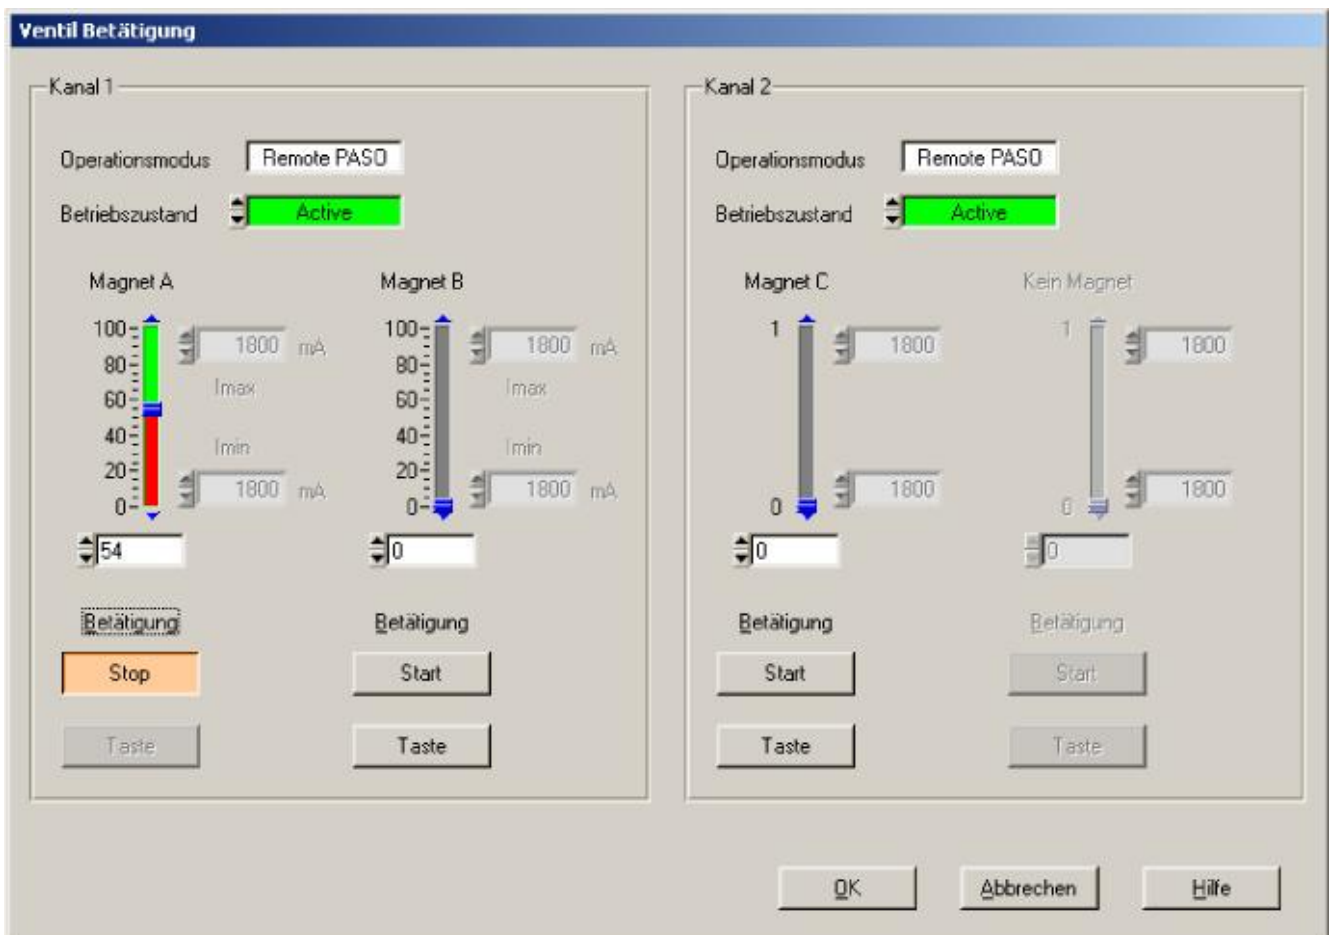 Ventil Betätigung
Kanal 1
Operationsmodus Remote PASO
Betriebszustand Active
Magnet A Magnet B
100 1800 mA 100 1800 mA
80 80
Imax Imax
60 60
40 40
Imin Imin
20 20
0 1800 mA 0 1800 mA
54 0
Betätigung Betätigung
Stop Start
Taste Taste
Kanal 2
Operationsmodus Remote PASO
Betriebszustand Active
Magnet C Kein Magnet
1 1800 1 1800
0 1800 0 1800
0 0
Betätigung Betätigung
Start Start
Taste Taste
OK Abbrechen Hilfe